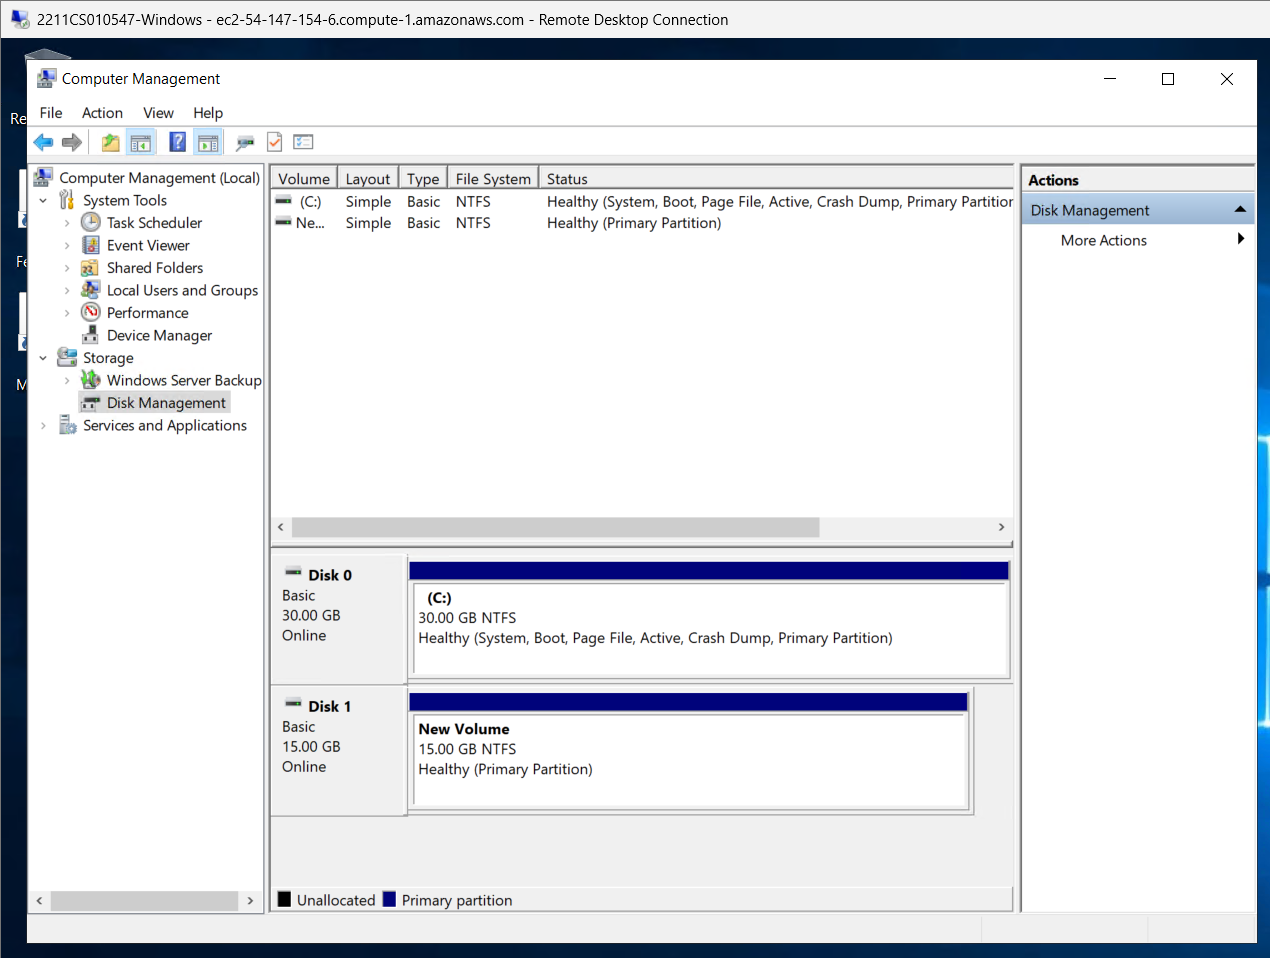 2211CS010547-Windows - ec2-54-147-154-6.compute-1.amazonaws.com - Remote Desktop Connection
Computer Management
File Action View Help
Computer Management (Local)
System Tools
Task Scheduler
Event Viewer
Shared Folders
Local Users and Groups
Performance
Device Manager
Storage
Windows Server Backup
Disk Management
Services and Applications
Volume Layout Type File System Status
(C:) Simple Basic NTFS Healthy (System, Boot, Page File, Active, Crash Dump, Primary Partition
Ne... Simple Basic NTFS Healthy (Primary Partition)
Disk 0
Basic
30.00 GB
Online
(C:)
30.00 GB NTFS
Healthy (System, Boot, Page File, Active, Crash Dump, Primary Partition)
Disk 1
Basic
15.00 GB
Online
New Volume
15.00 GB NTFS
Healthy (Primary Partition)
Unallocated Primary partition
Actions
Disk Management
More Actions